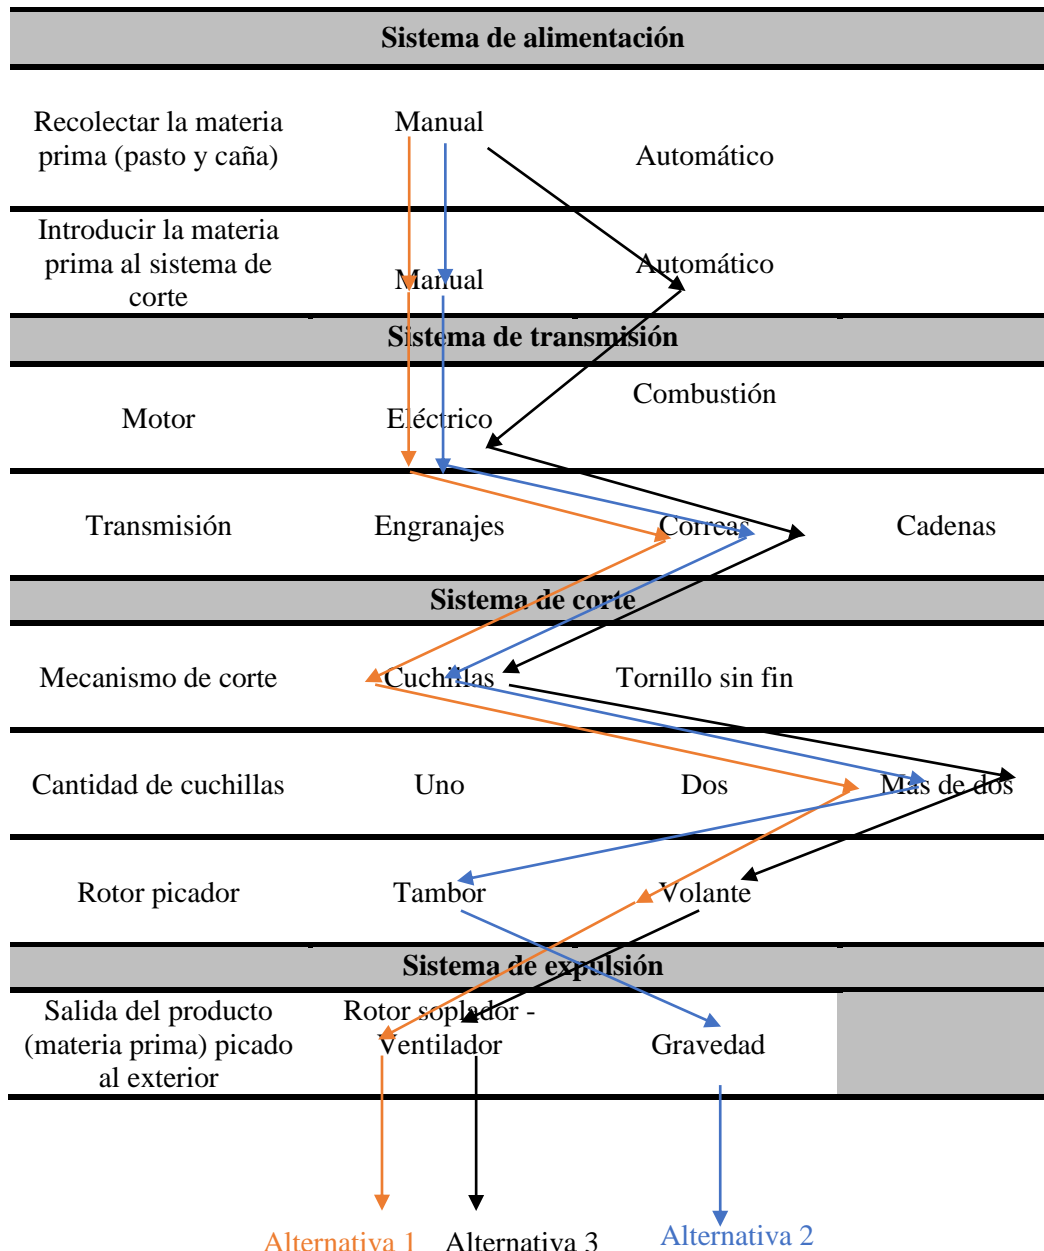 Sistema de alimentación
Recolectar la materia
prima (pasto y caña)
Manual
Automático
Introducir la materia
prima al sistema de
corte
Manual
Automático
Sistema de transmisión
Motor
Eléctrico
Combustión
Transmisión
Engranajes
Correas
Cadenas
Sistema de corte
Mecanismo de corte
Cuchillas
Tornillo sin fin
Cantidad de cuchillas
Uno
Dos
Más de dos
Rotor picador
Tambor
Volante
Sistema de expulsión
Salida del producto
(materia prima) picado
al exterior
Rotor soplador -
Ventilador
Gravedad
Alternativa 1
Alternativa 3
Alternativa 2